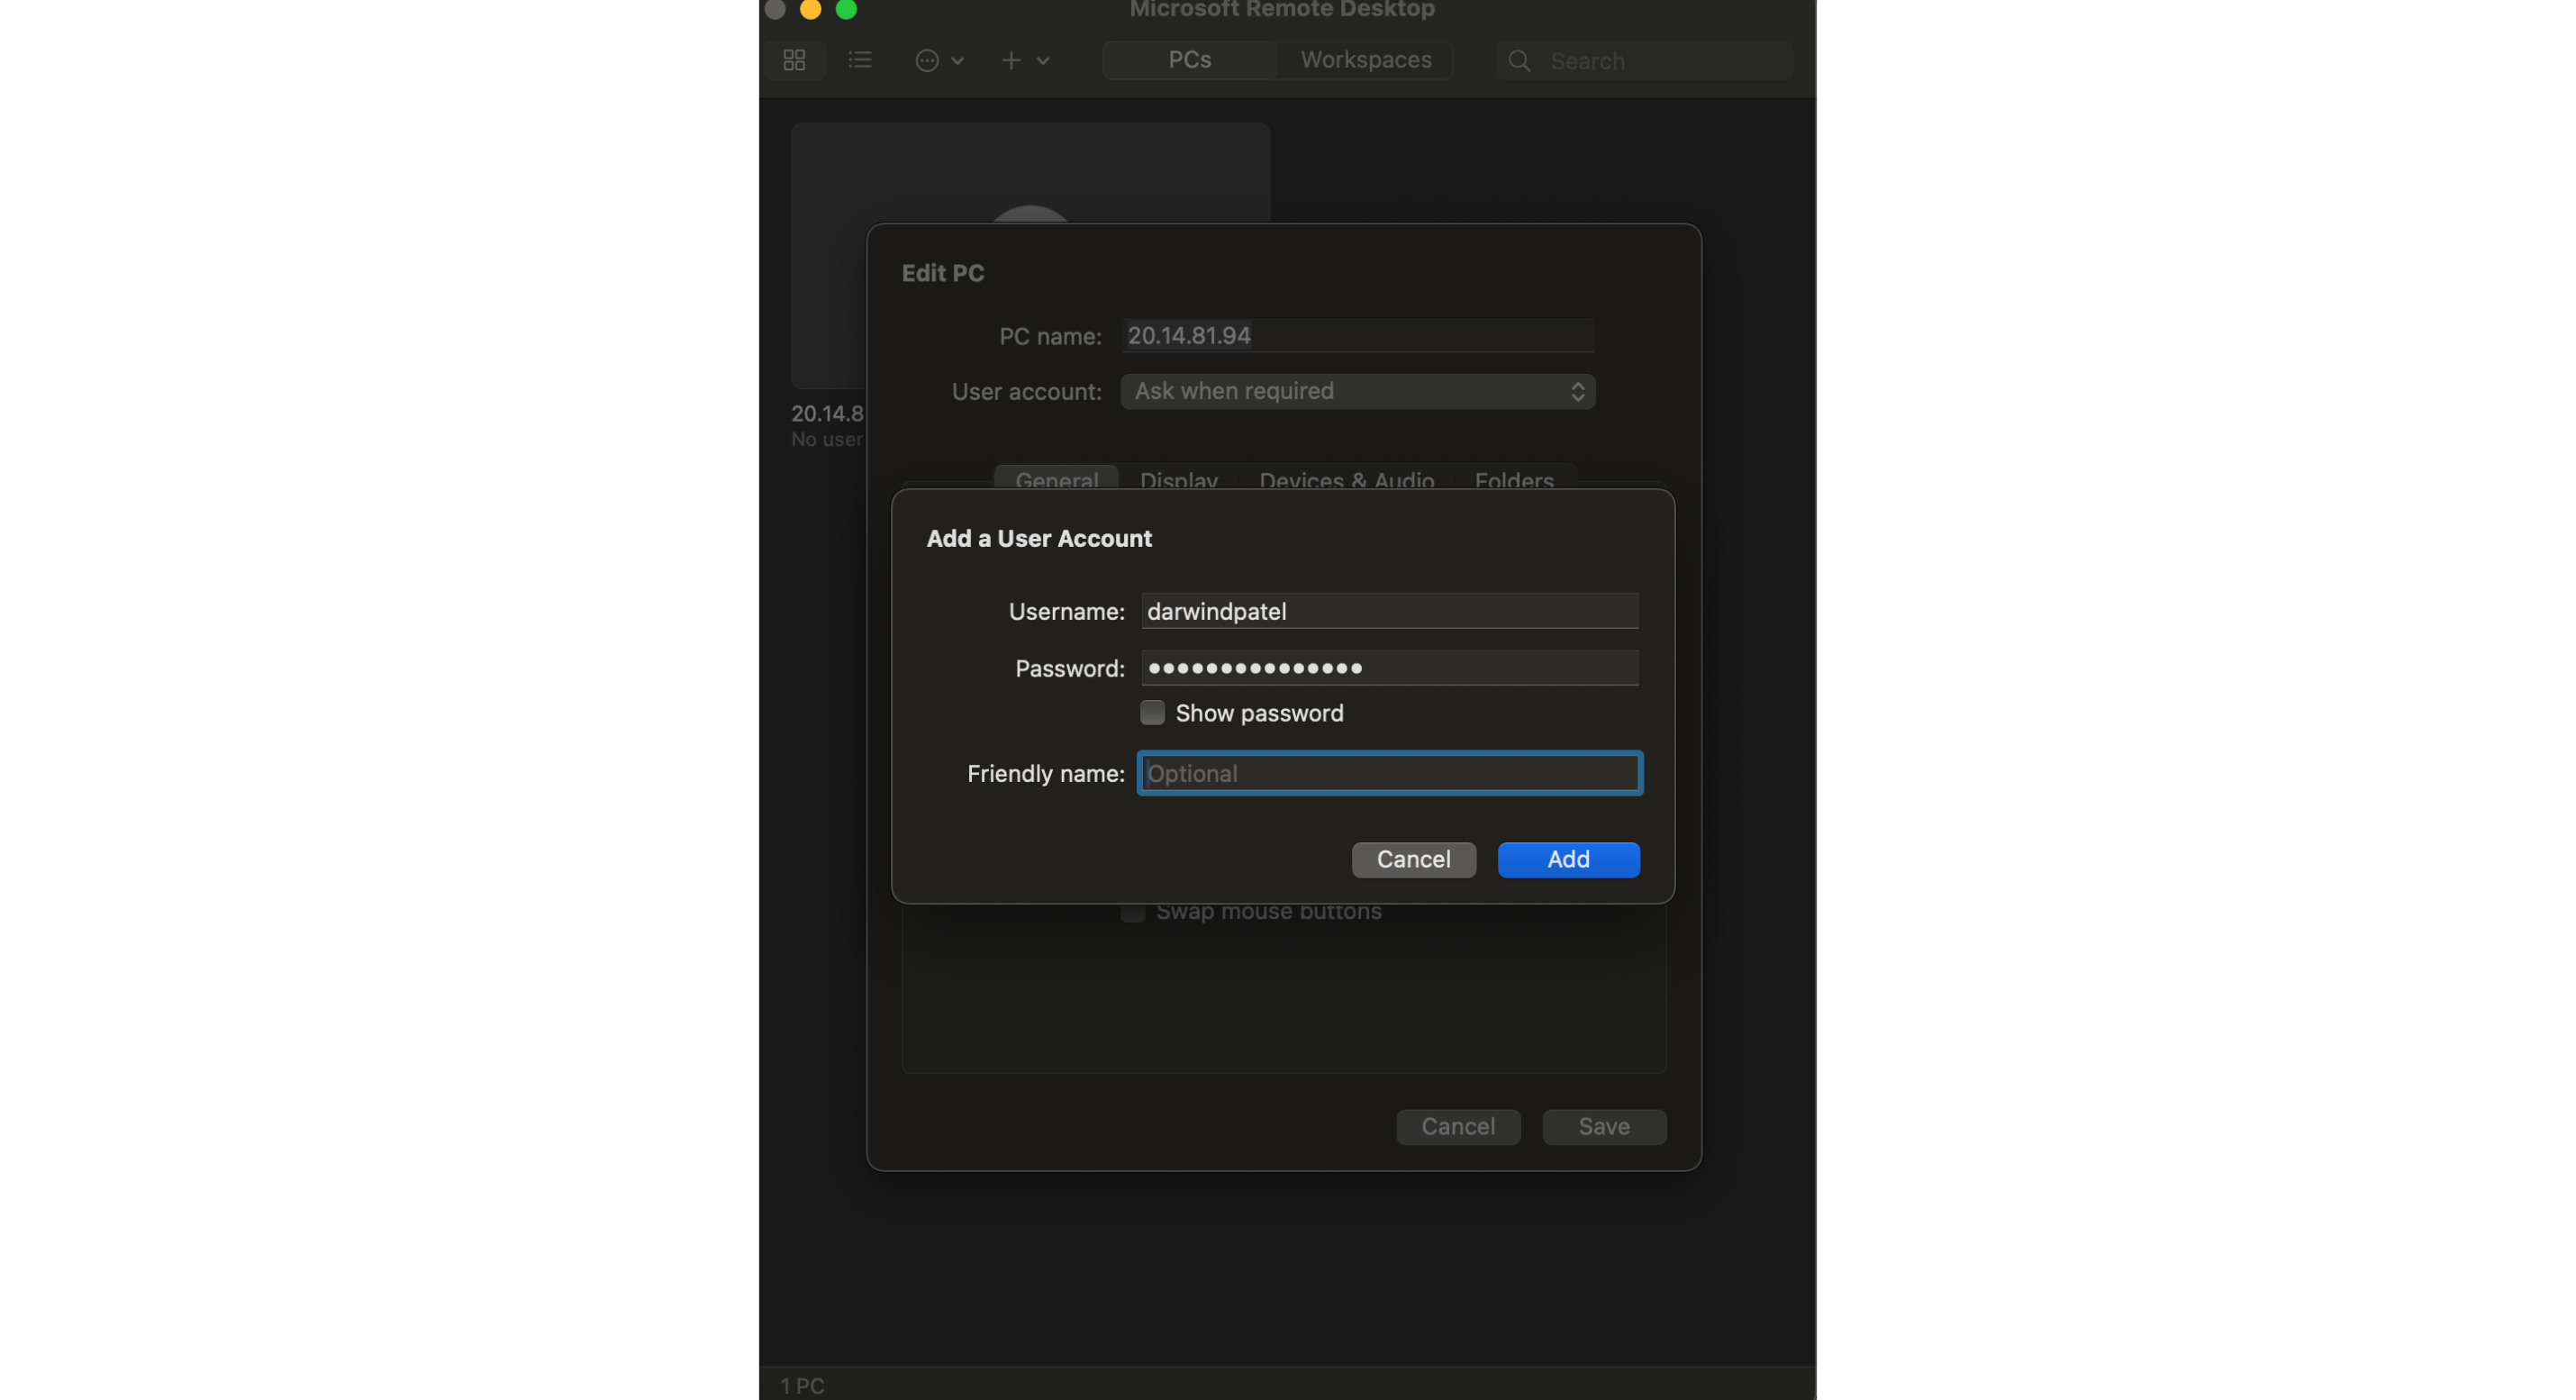 Microsoft Remote Desktop
PCs Workspaces Search
Edit PC
PC name: 20.14.81.94
User account: Ask when required
20.14.8
No user
General Display Devices & Audio Folders
Add a User Account
Username: darwindpatel
Password: ●●●●●●●●●●●●●●●
Show password
Friendly name: Optional
Cancel Add
Swap mouse buttons
Cancel Save
1 PC